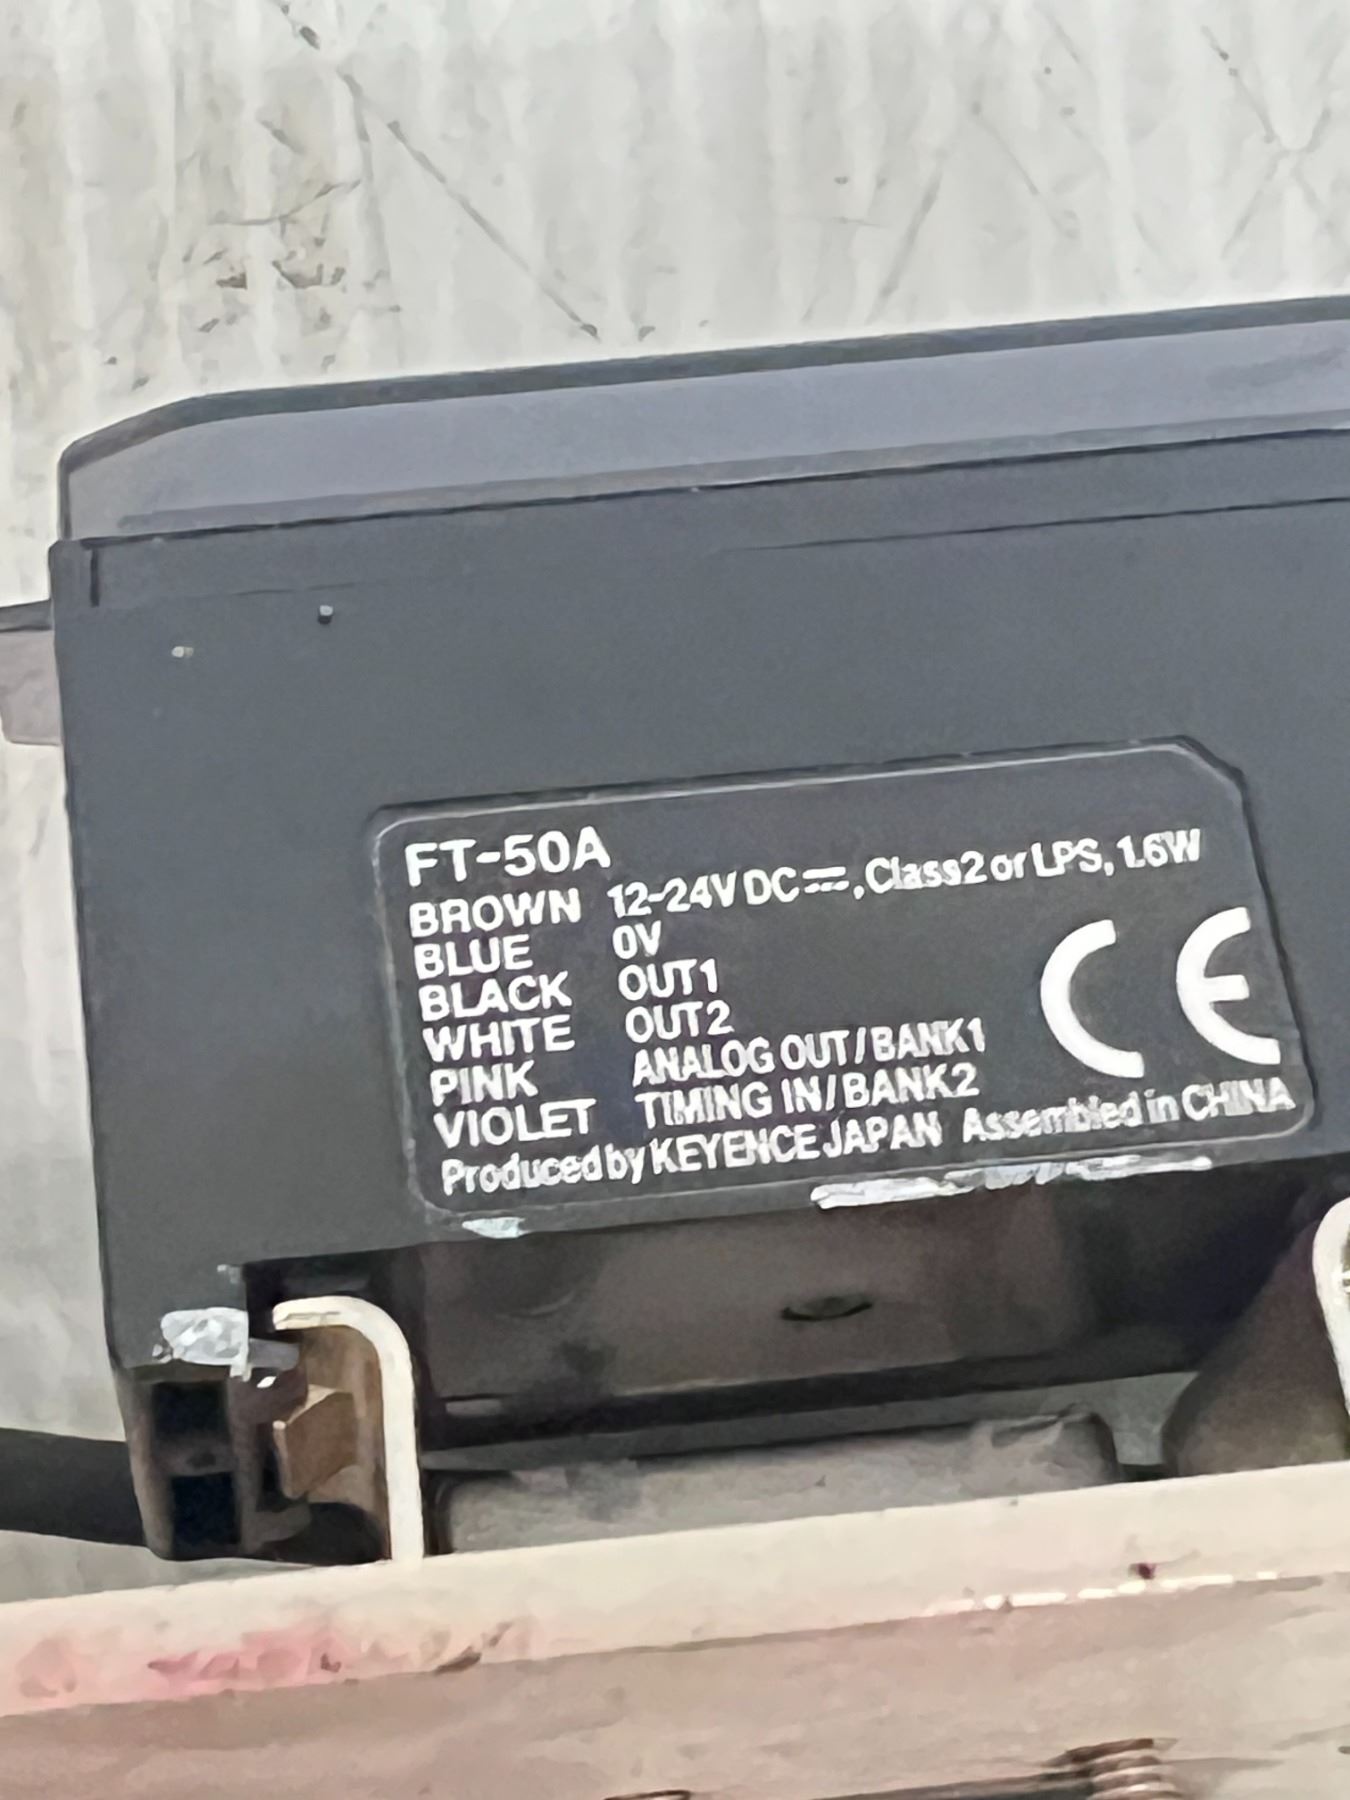 FT-50A
BROWN 12-24V DC⎓, Class2 or LPS, 1.6W
BLUE 0V
BLACK OUT1
WHITE OUT2
PINK ANALOG OUT/BANK1
VIOLET TIMING IN/BANK2
Produced by KEYENCE JAPAN Assembled in CHINA
CE